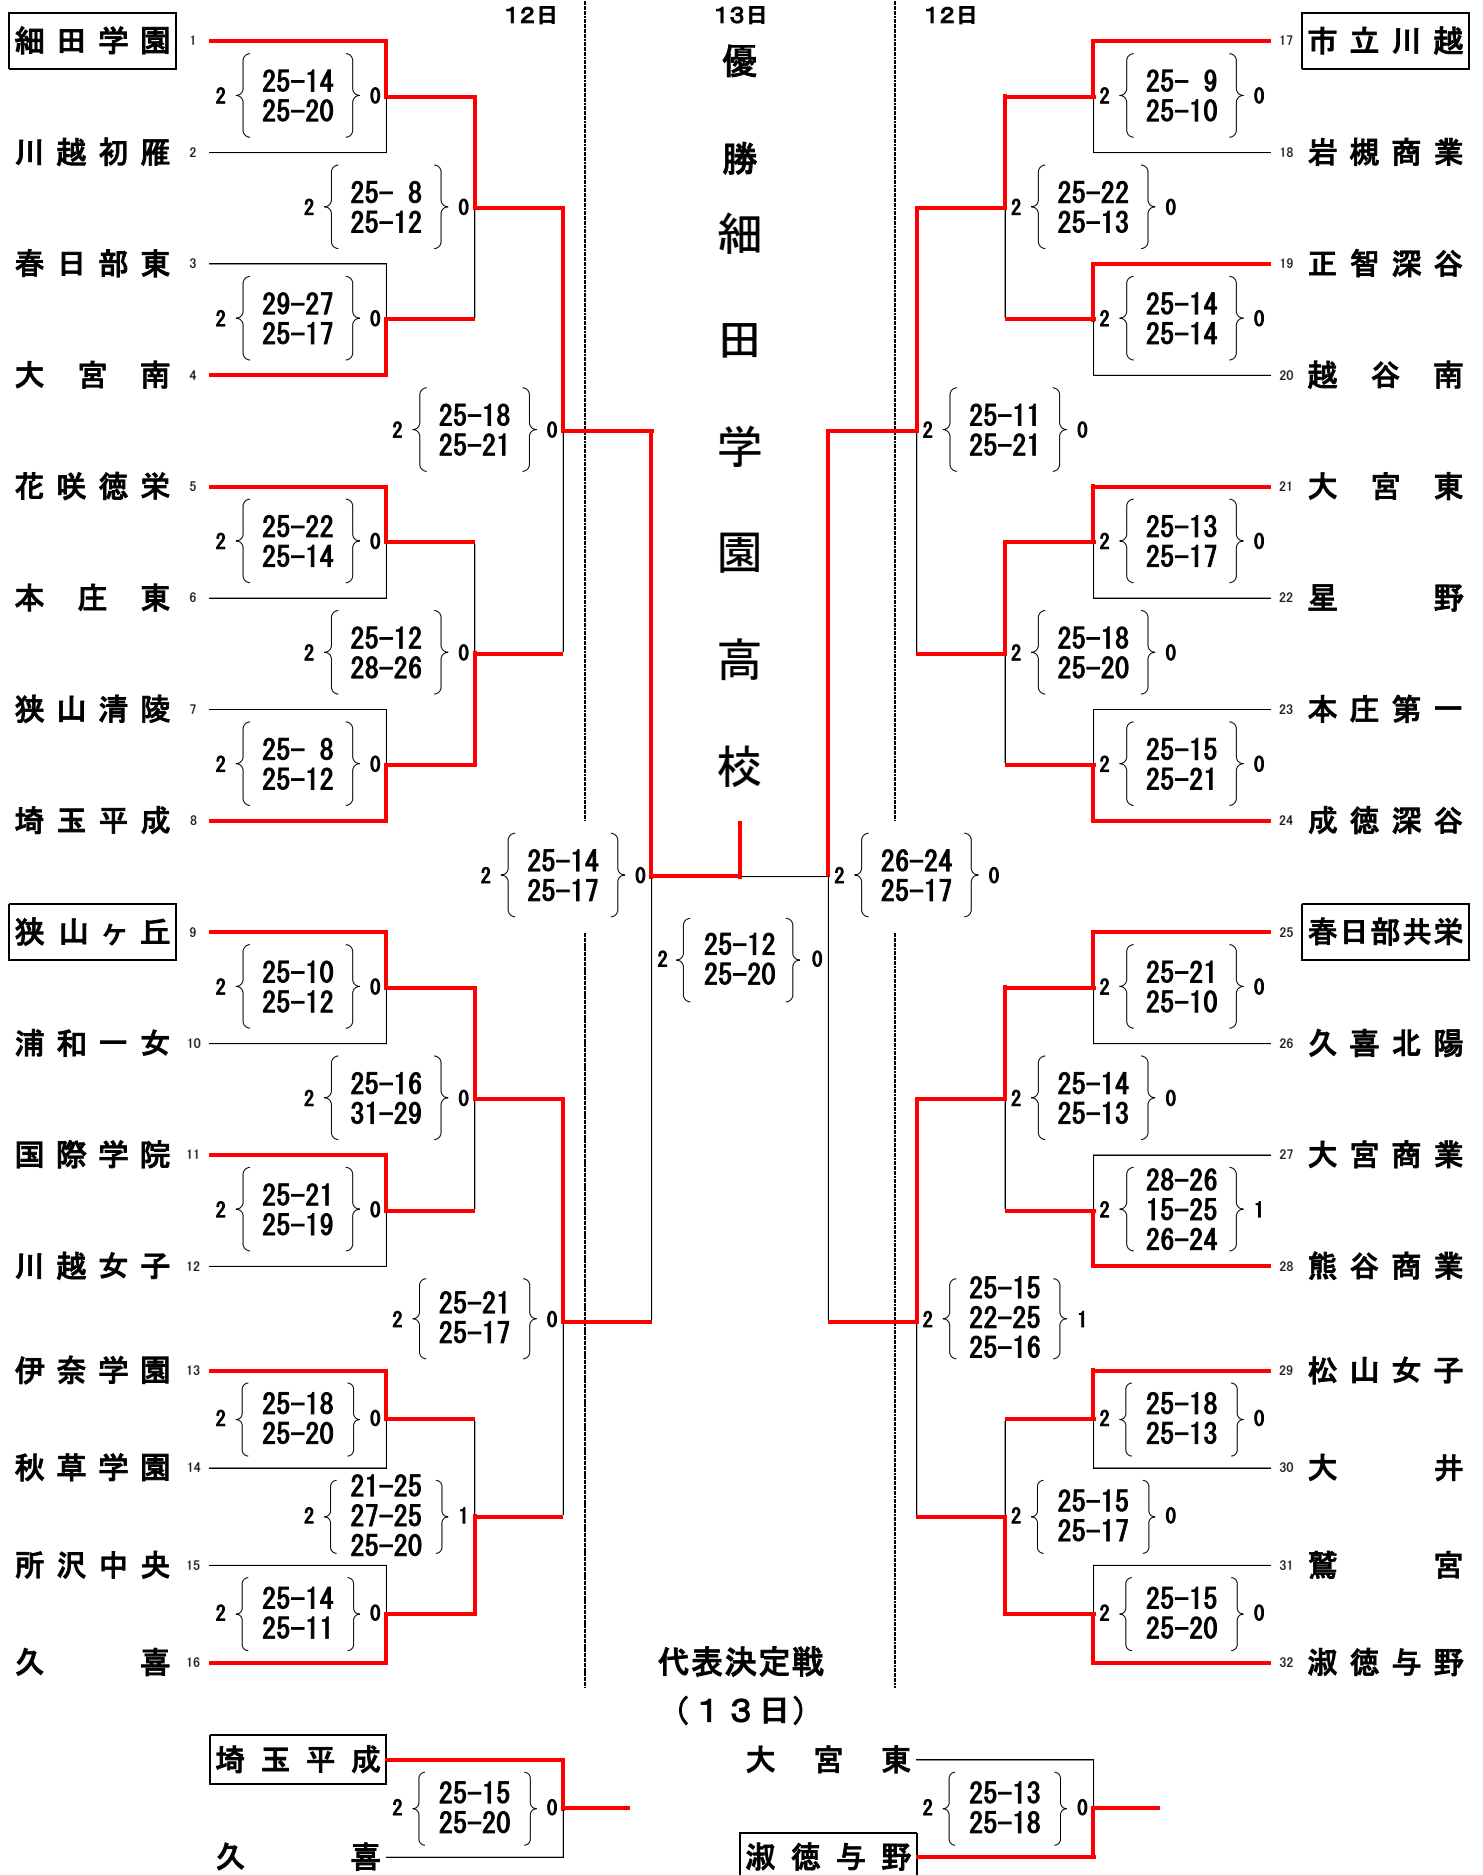 12日 13日 12日
優勝 細田学園高校
細田学園 1
2 25-14 0
25-20
川越初雁 2
2 25- 8 0
25-12
春日部東 3
2 29-27 0
25-17
大宮南 4
2 25-18 0
25-21
花咲徳栄 5
2 25-22 0
25-14
本庄東 6
2 25-12 0
28-26
狭山清陵 7
2 25- 8 0
25-12
埼玉平成 8
2 25-14 0
25-17
狭山ヶ丘 9
2 25-10 0
25-12
浦和一女 10
2 25-16 0
31-29
国際学院 11
2 25-21 0
25-19
川越女子 12
2 25-21 0
25-17
伊奈学園 13
2 25-18 0
25-20
秋草学園 14
2 21-25 1
27-25
25-20
所沢中央 15
2 25-14 0
25-11
久喜 16
2 25-12 0
25-20
17 市立川越
2 25- 9 0
25-10
18 岩槻商業
2 25-22 0
25-13
19 正智深谷
2 25-14 0
25-14
20 越谷南
2 25-11 0
25-21
21 大宮東
2 25-13 0
25-17
22 星野
2 25-18 0
25-20
23 本庄第一
2 25-15 0
25-21
24 成徳深谷
2 26-24 0
25-17
25 春日部共栄
2 25-21 0
25-10
26 久喜北陽
2 25-14 0
25-13
27 大宮商業
2 28-26 1
15-25
26-24
28 熊谷商業
2 25-15 1
22-25
25-16
29 松山女子
2 25-18 0
25-13
30 大井
2 25-15 0
25-17
31 鷲宮
2 25-15 0
25-20
32 淑徳与野
代表決定戦
（１３日）
埼玉平成
2 25-15 0
25-20
久喜
大宮東
2 25-13 0
25-18
淑徳与野